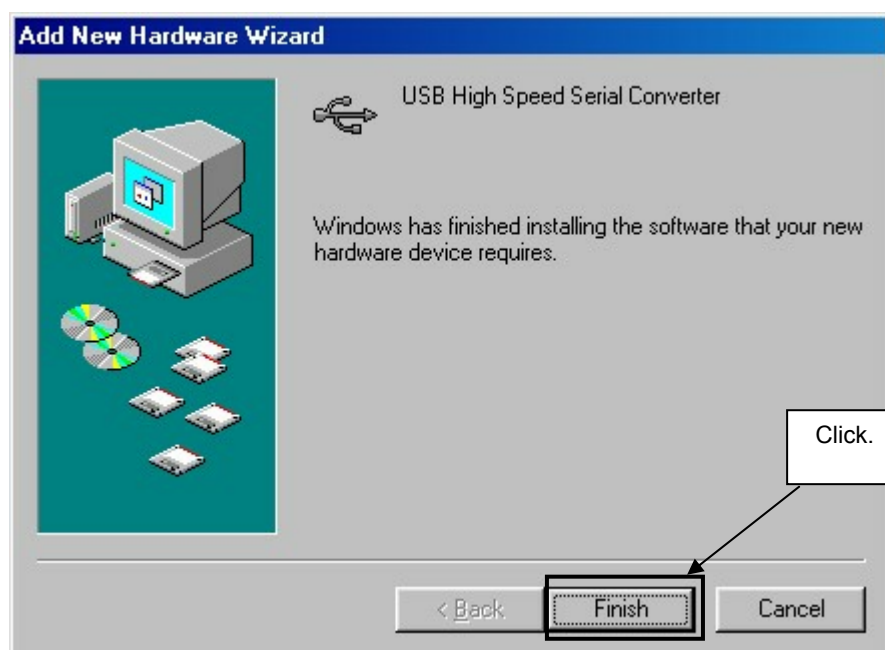 Add New Hardware Wizard
USB High Speed Serial Converter
Windows has finished installing the software that your new
hardware device requires.
Click.
< Back
Finish
Cancel